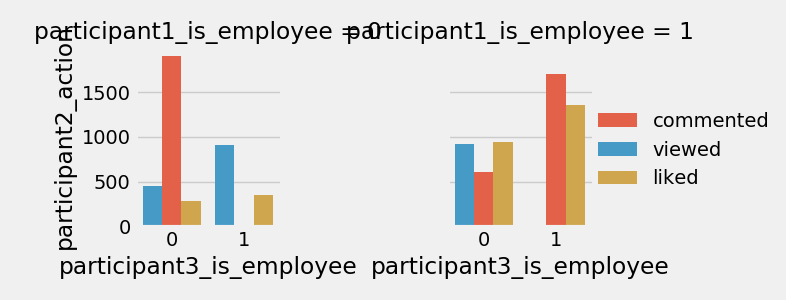 participant1_is_employee = 0
participant1_is_employee = 1
participant2_action
1500
1000
500
0
0 1
0 1
participant3_is_employee
participant3_is_employee
commented
viewed
liked